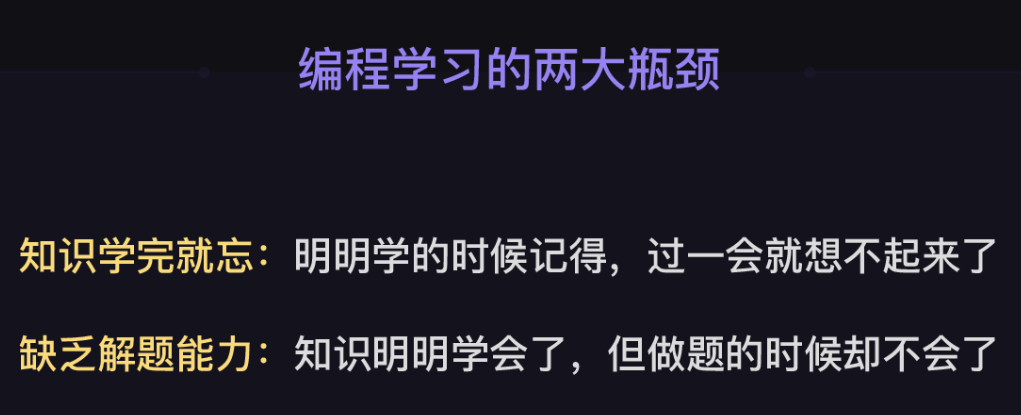 编程学习的两大瓶颈
知识学完就忘：明明学的时候记得，过一会就想不起来了
缺乏解题能力：知识明明学会了，但做题的时候却不会了